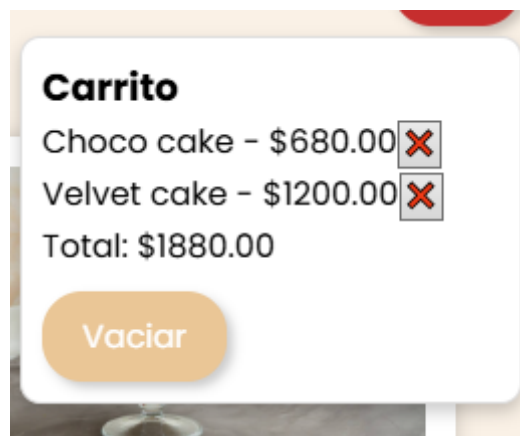 Carrito
Choco cake - $680.00
Velvet cake - $1200.00
Total: $1880.00
Vaciar